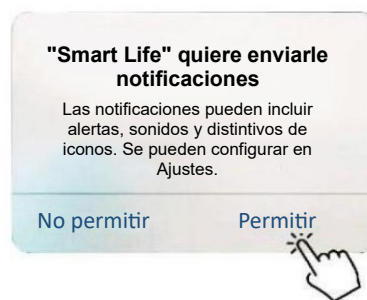 "Smart Life" quiere enviarle
notificaciones
Las notificaciones pueden incluir
alertas, sonidos y distintivos de
iconos. Se pueden configurar en
Ajustes.
No permitir
Permitir